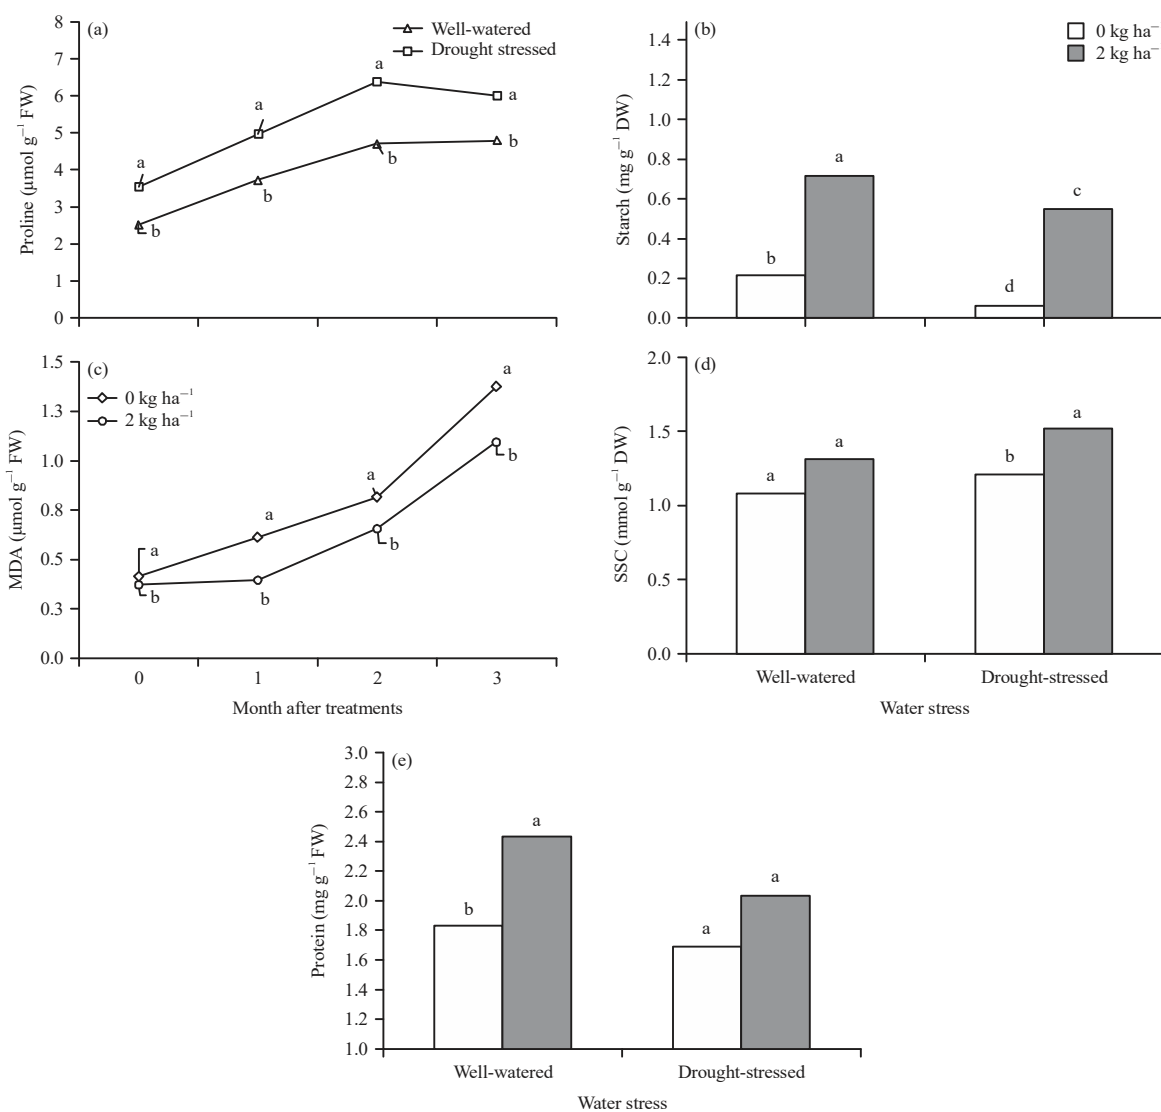 (a)
Well-watered
Drought stressed
Proline (µmol g⁻¹ FW)
8
7
6
5
4
3
2
1
0
a
a
a
a
b
b
b
b
(b)
0 kg ha⁻
2 kg ha⁻
Starch (mg g⁻¹ DW)
1.4
1.2
1.0
0.8
0.6
0.4
0.2
0.0
b
a
d
c
(c)
0 kg ha⁻¹
2 kg ha⁻¹
MDA (µmol g⁻¹ FW)
1.5
1.3
1.0
0.8
0.5
0.3
0.0
a
a
a
a
b
b
b
b
0 1 2 3
Month after treatments
(d)
SSC (mmol g⁻¹ DW)
2.0
1.5
1.0
0.5
0.0
a
a
b
a
Well-watered Drought-stressed
Water stress
(e)
Protein (mg g⁻¹ FW)
3.0
2.8
2.6
2.4
2.2
2.0
1.8
1.6
1.4
1.2
1.0
b
a
a
a
Well-watered Drought-stressed
Water stress